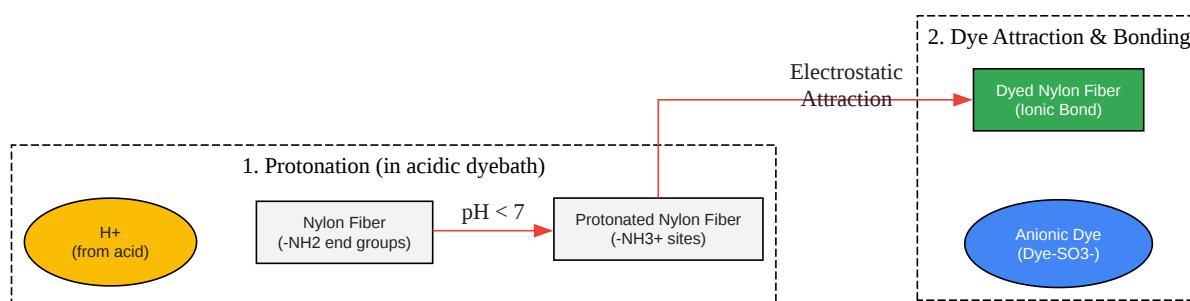 2. Dye Attraction & Bonding
Electrostatic
Attraction
Dyed Nylon Fiber
(Ionic Bond)
1. Protonation (in acidic dyebath)
H+
(from acid)
Nylon Fiber
(-NH2 end groups)
pH < 7
Protonated Nylon Fiber
(-NH3+ sites)
Anionic Dye
(Dye-SO3-)